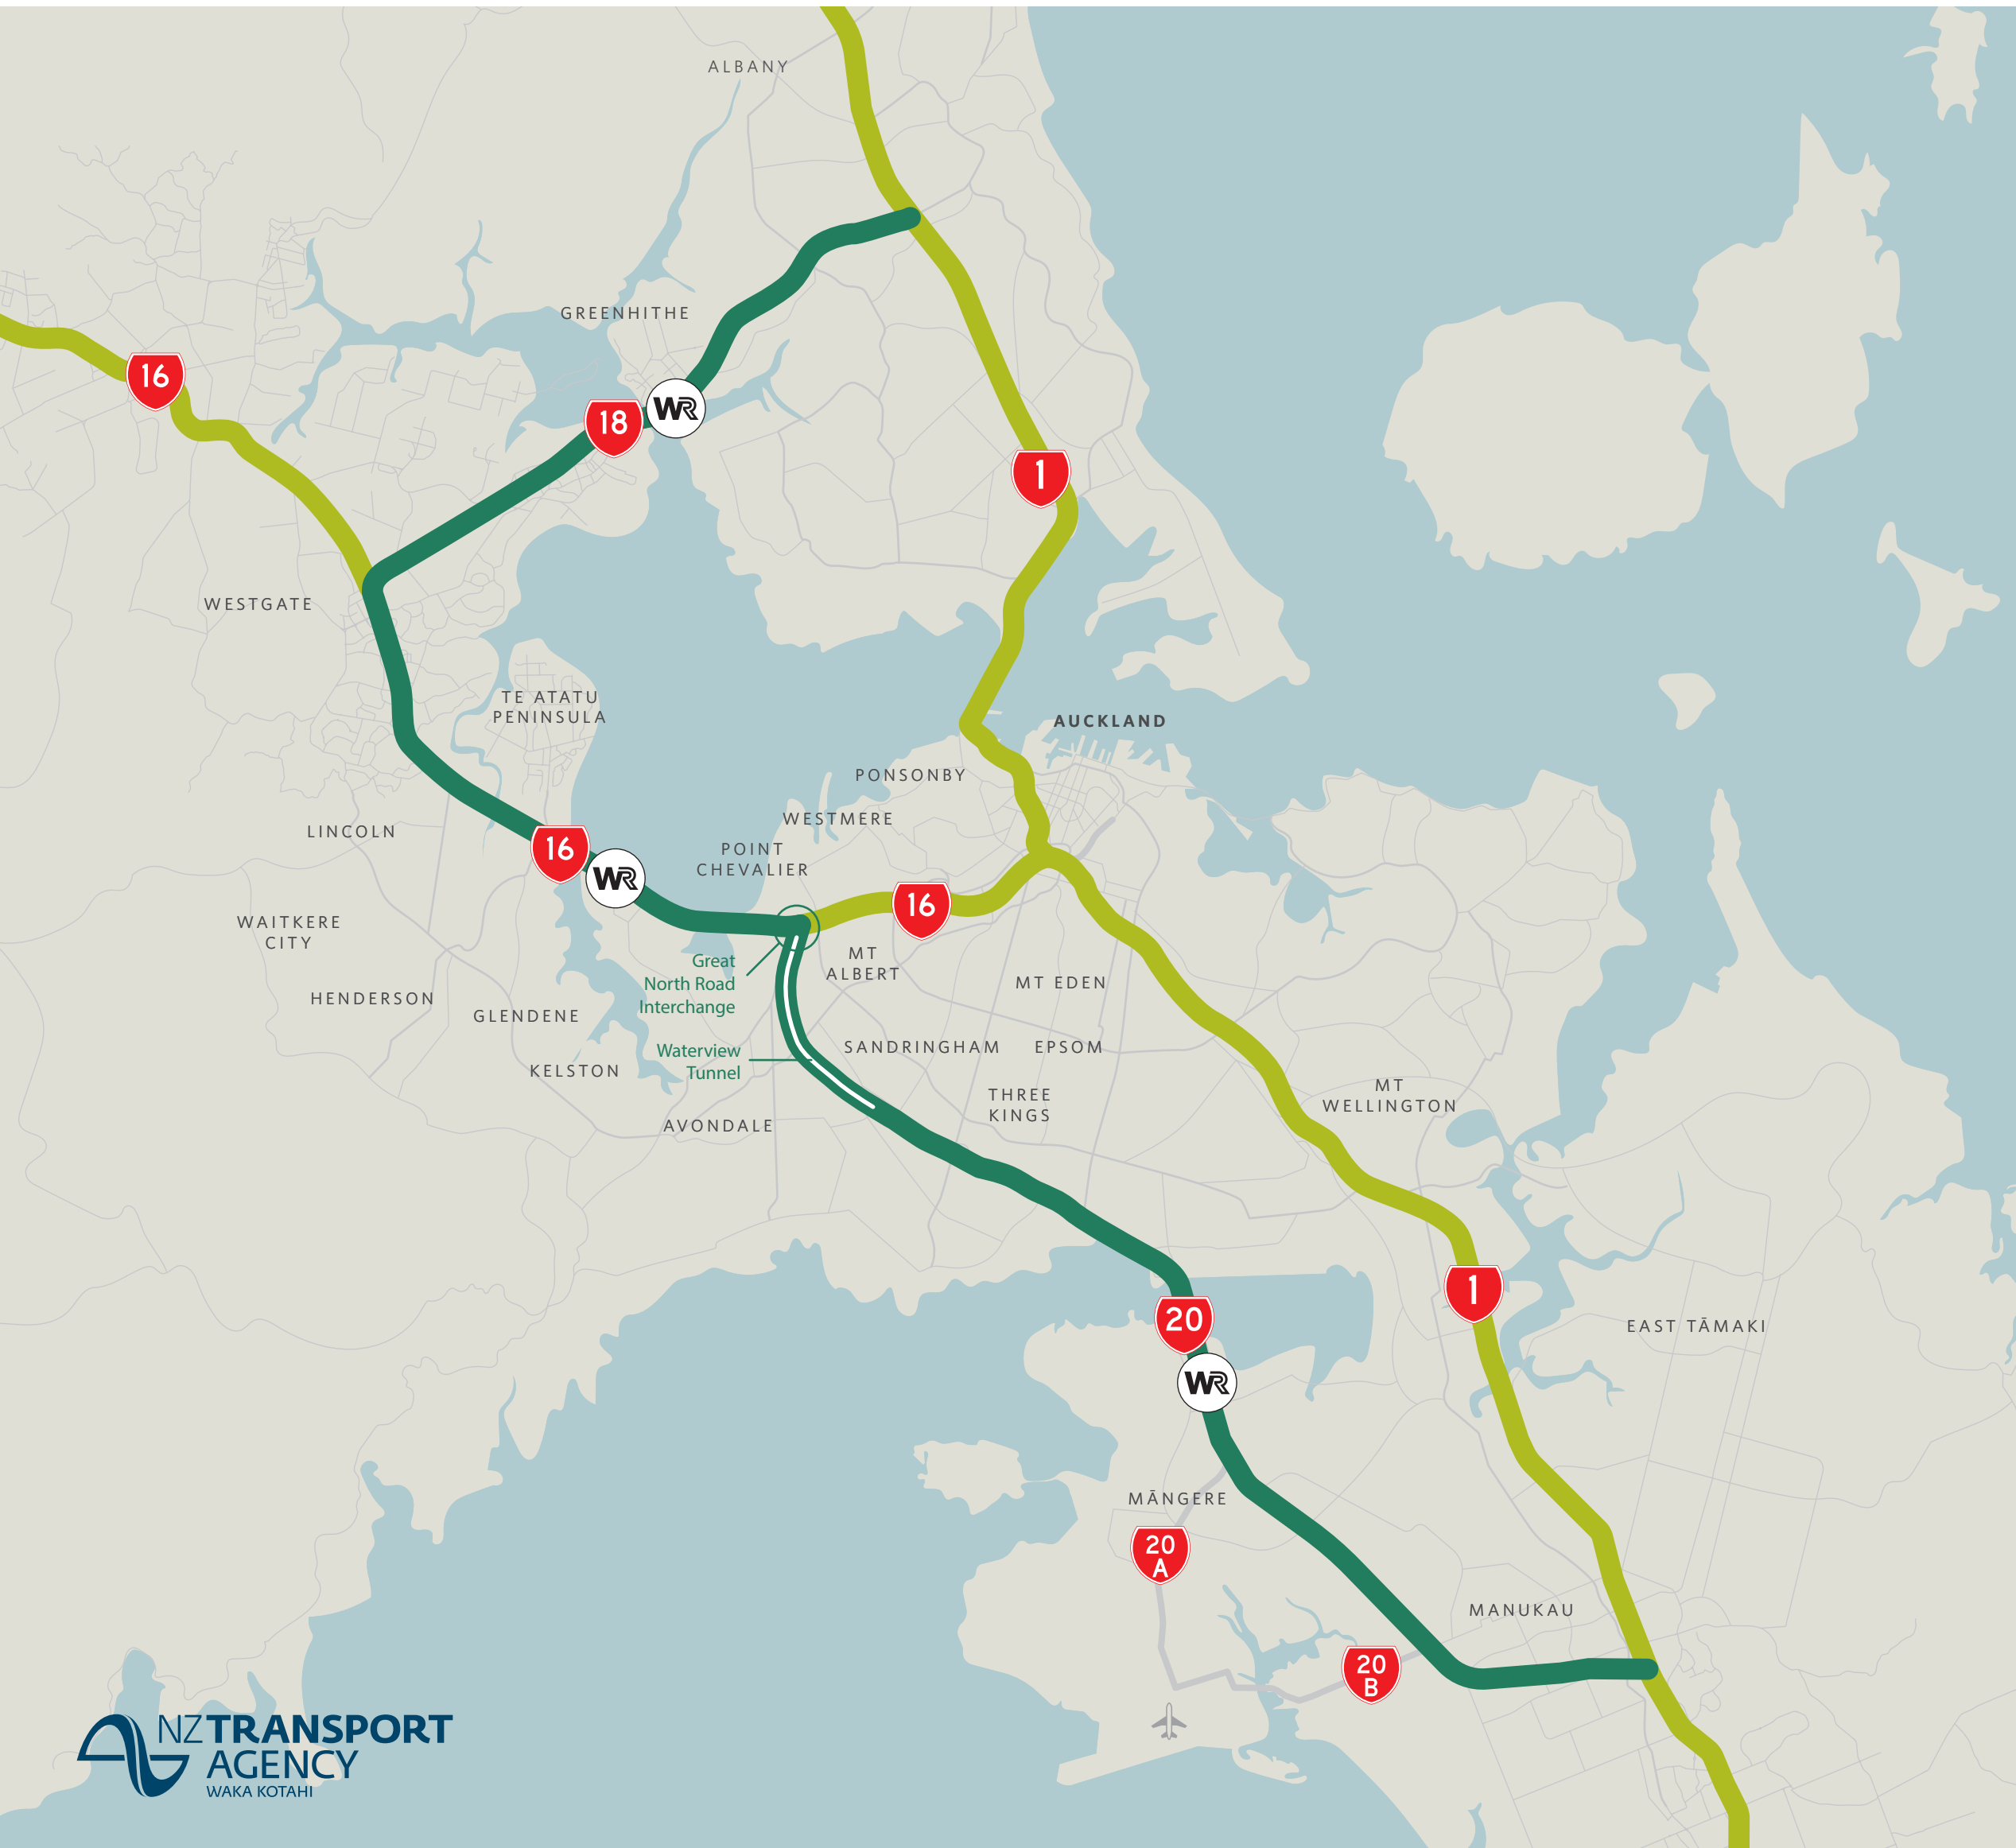 ALBANY
GREENHITHE
16
18
WR
1
WESTGATE
TE ATATU
PENINSULA
AUCKLAND
PONSONBY
WESTMERE
LINCOLN
16
WR
POINT
CHEVALIER
16
WAITKERE
CITY
Great
North Road
Interchange
MT
ALBERT
MT EDEN
HENDERSON
GLENDENE
Waterview
Tunnel
SANDRINGHAM
EPSOM
KELSTON
THREE
KINGS
MT
WELLINGTON
AVONDALE
1
20
EAST TĀMAKI
WR
MĀNGERE
20
A
MANUKAU
20
B
NZTRANSPORT
AGENCY
WAKA KOTAHI